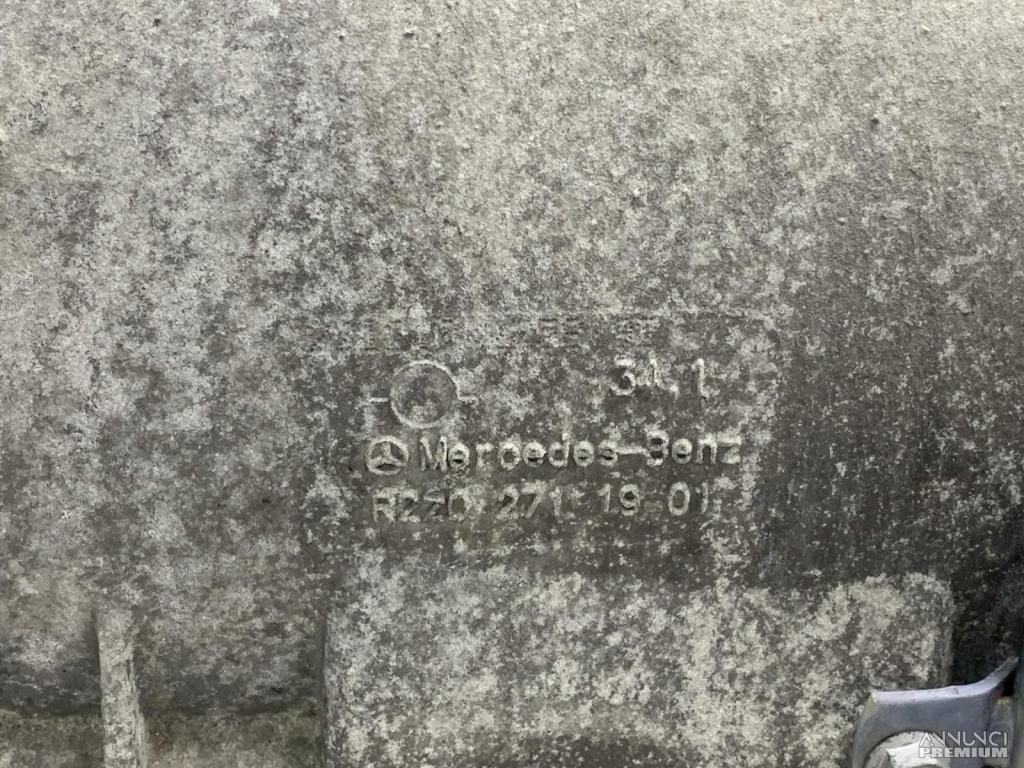 34.1
Mercedes-Benz
R220 271 19 01
ANNUNCI
PREMIUM